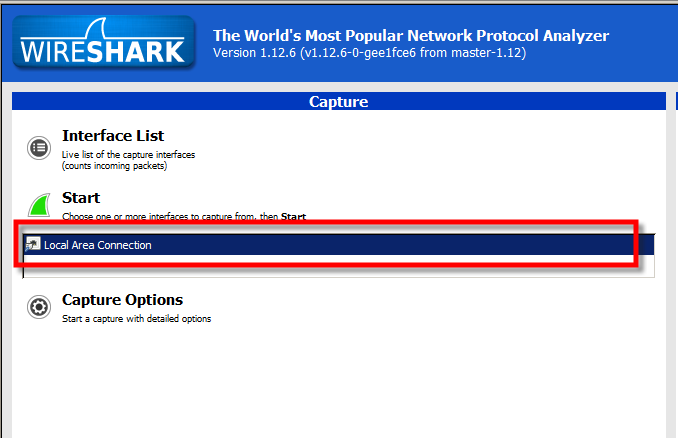 WIRESHARK
The World's Most Popular Network Protocol Analyzer
Version 1.12.6 (v1.12.6-0-gee1fce6 from master-1.12)
Capture
Interface List
Live list of the capture interfaces
(counts incoming packets)
Start
Choose one or more interfaces to capture from, then Start
Local Area Connection
Capture Options
Start a capture with detailed options